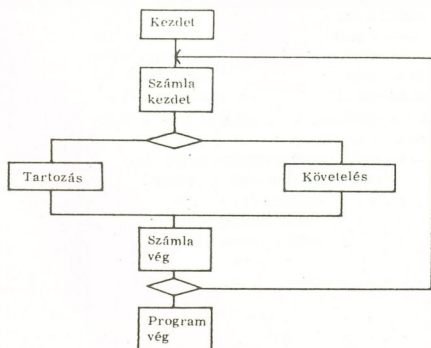 Kezdet
Számla
kezdet
Tartozás
Követelés
Számla
vég
Program
vég